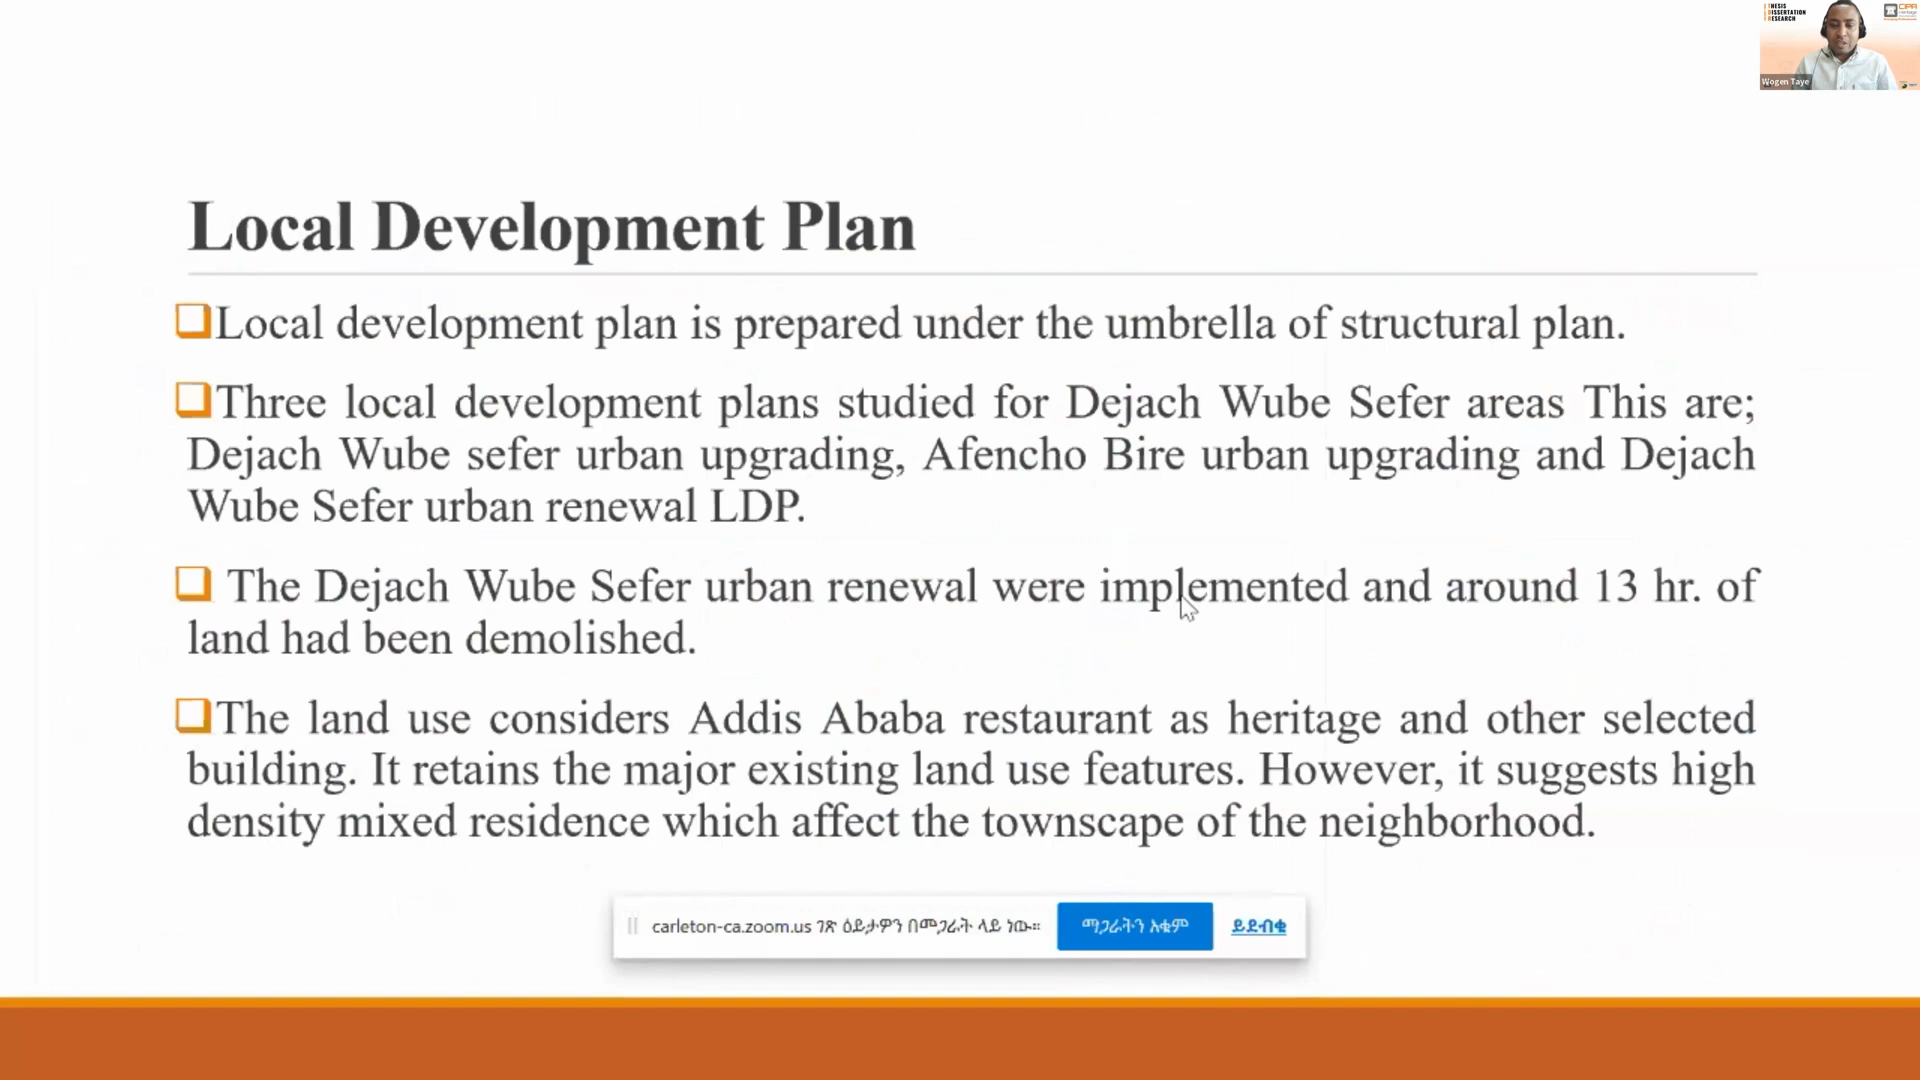 THESIS
DISSERTATION
RESEARCH
CIPA
Wogen Taye
Local Development Plan
Local development plan is prepared under the umbrella of structural plan.
Three local development plans studied for Dejach Wube Sefer areas This are;
Dejach Wube sefer urban upgrading, Afencho Bire urban upgrading and Dejach
Wube Sefer urban renewal LDP.
The Dejach Wube Sefer urban renewal were implemented and around 13 hr. of
land had been demolished.
The land use considers Addis Ababa restaurant as heritage and other selected
building. It retains the major existing land use features. However, it suggests high
density mixed residence which affect the townscape of the neighborhood.
carleton-ca.zoom.us ገጽ ዕይታዎን በመጋራት ላይ ነው።
ማጋራትን አቁም
ይደብቁ